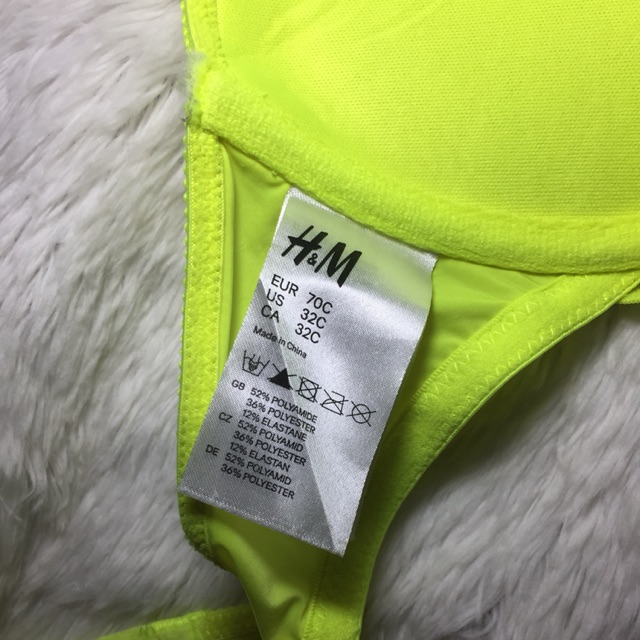 H&M
EUR 70C
US 32C
CA 32C
Made in China
GB 52% POLYAMIDE
36% POLYESTER
12% ELASTANE
CZ 52% POLYAMID
36% POLYESTER
12% ELASTAN
DE 52% POLYAMID
36% POLYESTER